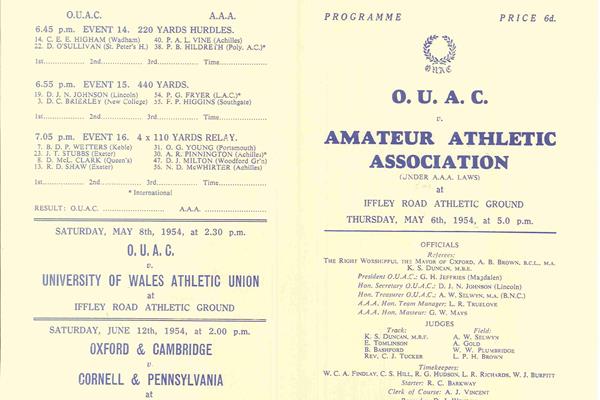 O.U.A.C. A.A.A.
6.45 p.m. EVENT 14. 220 YARDS HURDLES.
14. C. E. E. HIGHAM (Wadham) 40. P. A. L. VINE (Achilles)
22. D. O'SULLIVAN (St. Peter's H.) 38. P. B. HILDRETH (Poly. A.C.)*
1st 2nd 3rd Time
6.55 p.m. EVENT 15. 440 YARDS.
19. D. J. N. JOHNSON (Lincoln) 54. P. G. FRYER (L.A.C.)*
3. D. C. BRIERLEY (New College) 55. F. P. HIGGINS (Southgate)
1st 2nd 3rd Time
7.05 p.m. EVENT 16. 4 x 110 YARDS RELAY.
7. B. D. P. WETTERS (Keble) 31. O. G. YOUNG (Portsmouth)
23. J. T. STUBBS (Exeter) 30. A. R. PINNINGTON (Achilles)*
8. D. McL. CLARK (Queen's) 47. D. J. MILTON (Woodford Gr'n)
13. R. D. SHAW (Exeter) 56. N. D. McWHIRTER (Achilles)
1st 2nd 3rd Time
* International
RESULT: O.U.A.C. A.A.A.
SATURDAY, MAY 8th, 1954, at 2.30 p.m.
O.U.A.C.
v.
UNIVERSITY OF WALES ATHLETIC UNION
at
IFFLEY ROAD ATHLETIC GROUND
SATURDAY, JUNE 12th, 1954, at 2.00 p.m.
OXFORD & CAMBRIDGE
v.
CORNELL & PENNSYLVANIA
at
PROGRAMME PRICE 6d.
OUAC
O. U. A. C.
v.
AMATEUR ATHLETIC
ASSOCIATION
(UNDER A.A.A. LAWS)
at
IFFLEY ROAD ATHLETIC GROUND
THURSDAY, MAY 6th, 1954, at 5.0 p.m.
OFFICIALS
Referees:
THE RIGHT WORSHIPFUL THE MAYOR OF OXFORD, A. B. BROWN, B.C.L., M.A.
K. S. DUNCAN, M.B.E.
President O.U.A.C.: G. H. JEFFRIES (Magdalen)
Hon. Secretary O.U.A.C.: D. J. N. JOHNSON (Lincoln)
Hon. Treasurer O.U.A.C.: A. W. SELWYN, M.A. (B.N.C.)
A.A.A. Hon. Team Manager: L. R. TRUELOVE
A.A.A. Hon. Masseur: G. W. MAYS
JUDGES
Track: Field:
K. S. DUNCAN, M.B.E. A. W. SELWYN
E. TOMLINSON A. GOLD
B. BASHFORD W. W. PLUMBRIDGE
REV. C. J. TUCKER L. P. H. BROWN
Timekeepers:
W. C. A. FINDLAY, C. S. HILL, R. G. HUDSON, L. R. RICHARDS, W. J. BURFITT
Starter: R. C. BARKWAY
Clerk of Course: A. J. VINCENT